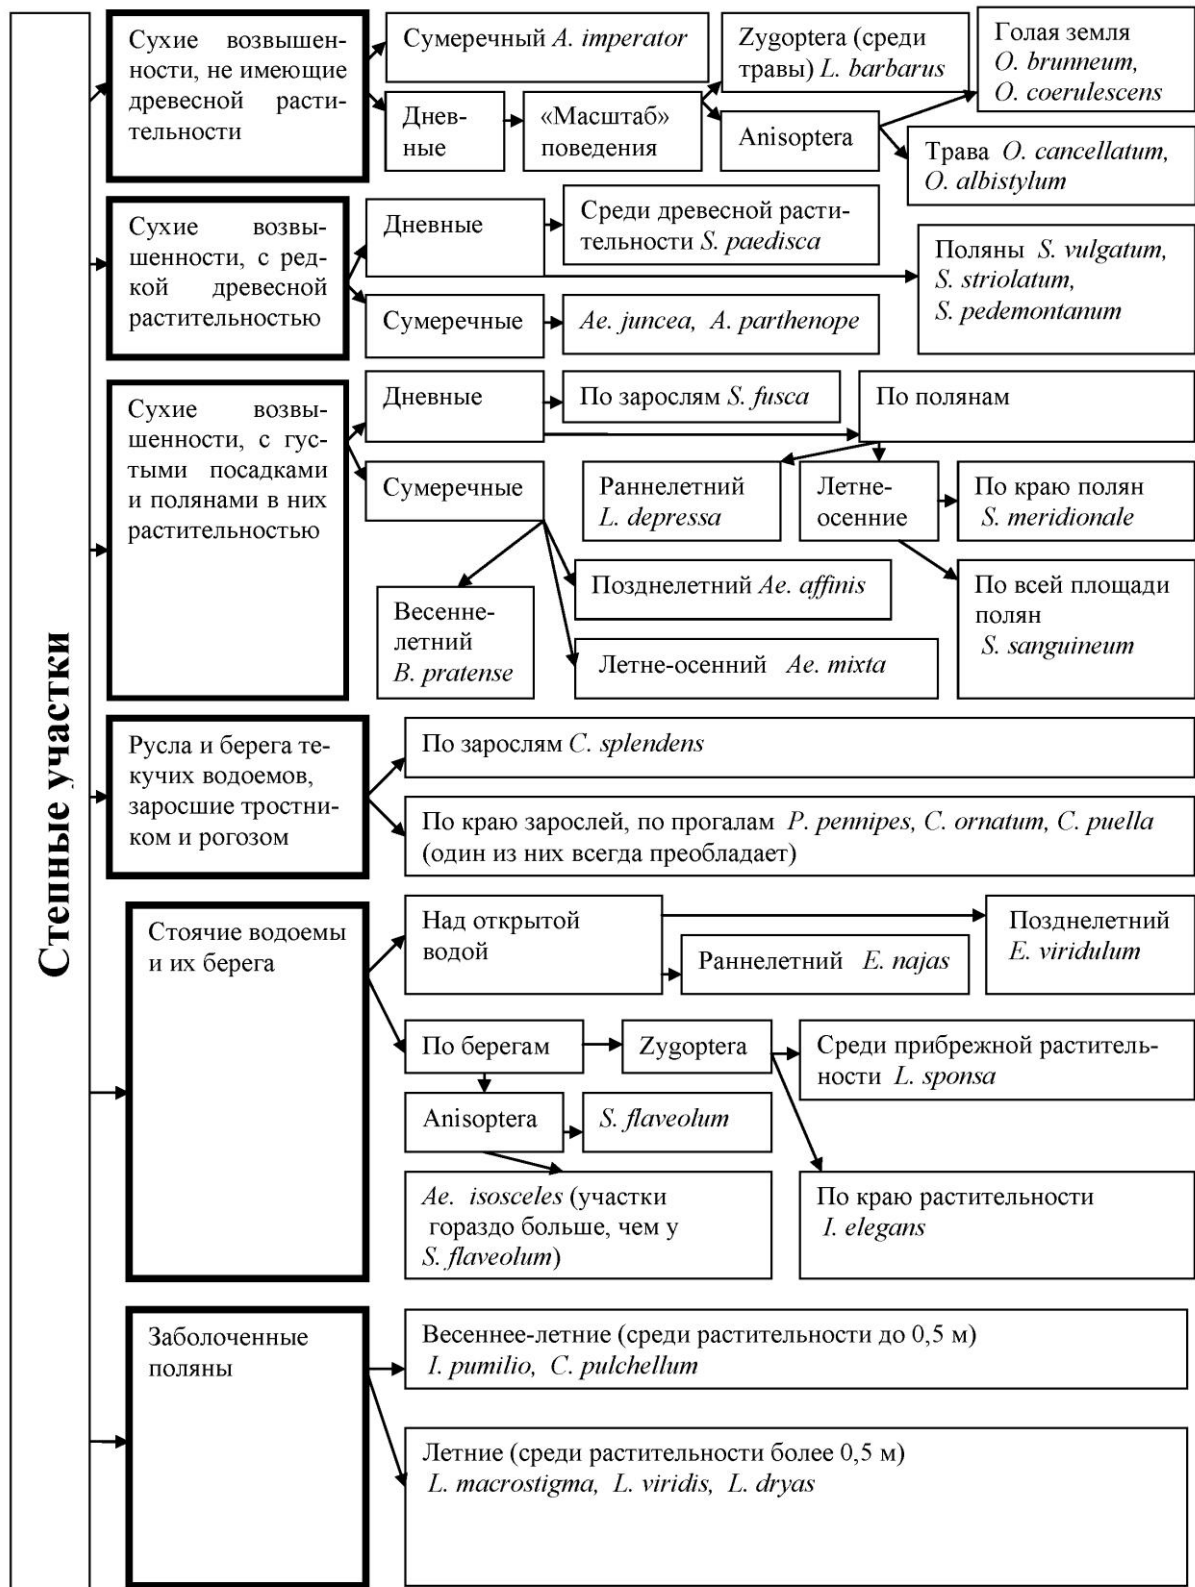 Степные участки
Сухие возвышен-
ности, не имеющие
древесной расти-
тельности
Сумеречный A. imperator
Днев-
ные
«Масштаб»
поведения
Zygoptera (среди
травы) L. barbarus
Anisoptera
Голая земля
O. brunneum,
O. coerulescens
Трава O. cancellatum,
O. albistylum
Сухие возвы-
шенности, с ред-
кой древесной
растительностью
Дневные
Среди древесной расти-
тельности S. paedisca
Поляны S. vulgatum,
S. striolatum,
S. pedemontanum
Сумеречные
Ae. juncea, A. parthenope
Сухие возвы-
шенности, с гус-
тыми посадками
и полянами в них
растительностью
Дневные
По зарослям S. fusca
По полянам
Раннелетний
L. depressa
Летне-
осенние
По краю полян
S. meridionale
По всей площади
полян
S. sanguineum
Сумеречные
Весенне-
летний
B. pratense
Позднелетний Ae. affinis
Летне-осенний Ae. mixta
Русла и берега те-
кучих водоемов,
заросшие тростни-
ком и рогозом
По зарослям C. splendens
По краю зарослей, по прогалам P. pennipes, C. ornatum, C. puella
(один из них всегда преобладает)
Стоячие водоемы
и их берега
Над открытой
водой
Раннелетний E. najas
Позднелетний
E. viridulum
По берегам
Zygoptera
Среди прибрежной раститель-
ности L. sponsa
Anisoptera
S. flaveolum
Ae. isosceles (участки
гораздо больше, чем у
S. flaveolum)
По краю растительности
I. elegans
Заболоченные
поляны
Весеннее-летние (среди растительности до 0,5 м)
I. pumilio, C. pulchellum
Летние (среди растительности более 0,5 м)
L. macrostigma, L. viridis, L. dryas